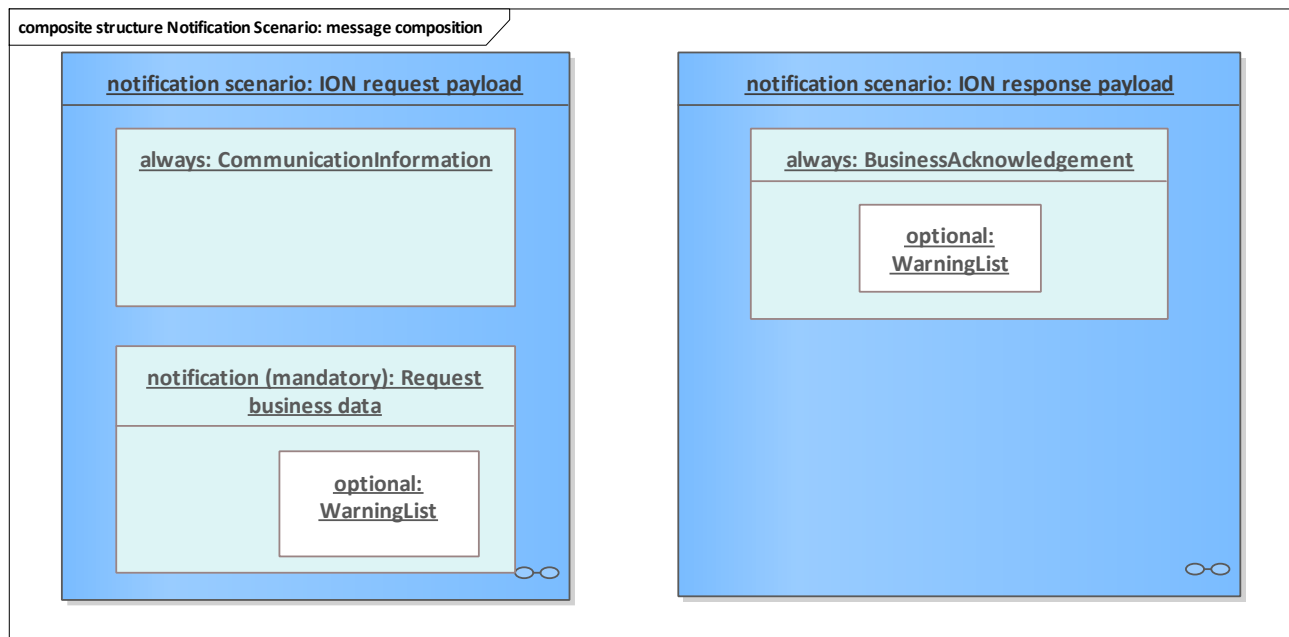 composite structure Notification Scenario: message composition
notification scenario: ION request payload
always: CommunicationInformation
notification (mandatory): Request
business data
optional:
WarningList
notification scenario: ION response payload
always: BusinessAcknowledgement
optional:
WarningList